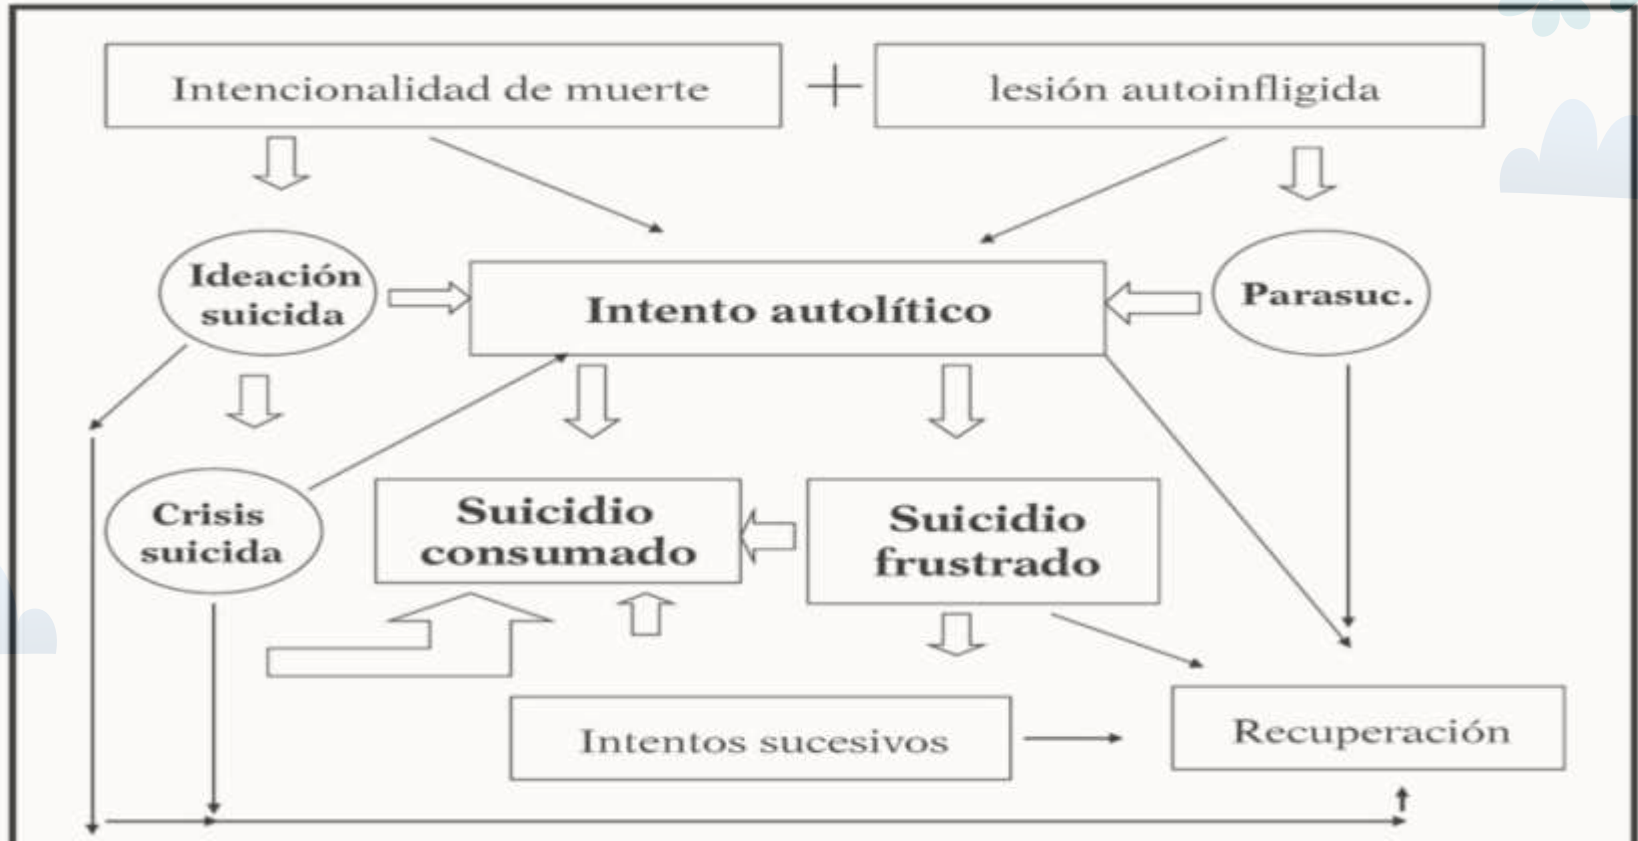 Intencionalidad de muerte
+
lesión autoinfligida
Ideación
suicida
Intento autolítico
Parasuc.
Crisis
suicida
Suicidio
consumado
Suicidio
frustrado
Intentos sucesivos
Recuperación